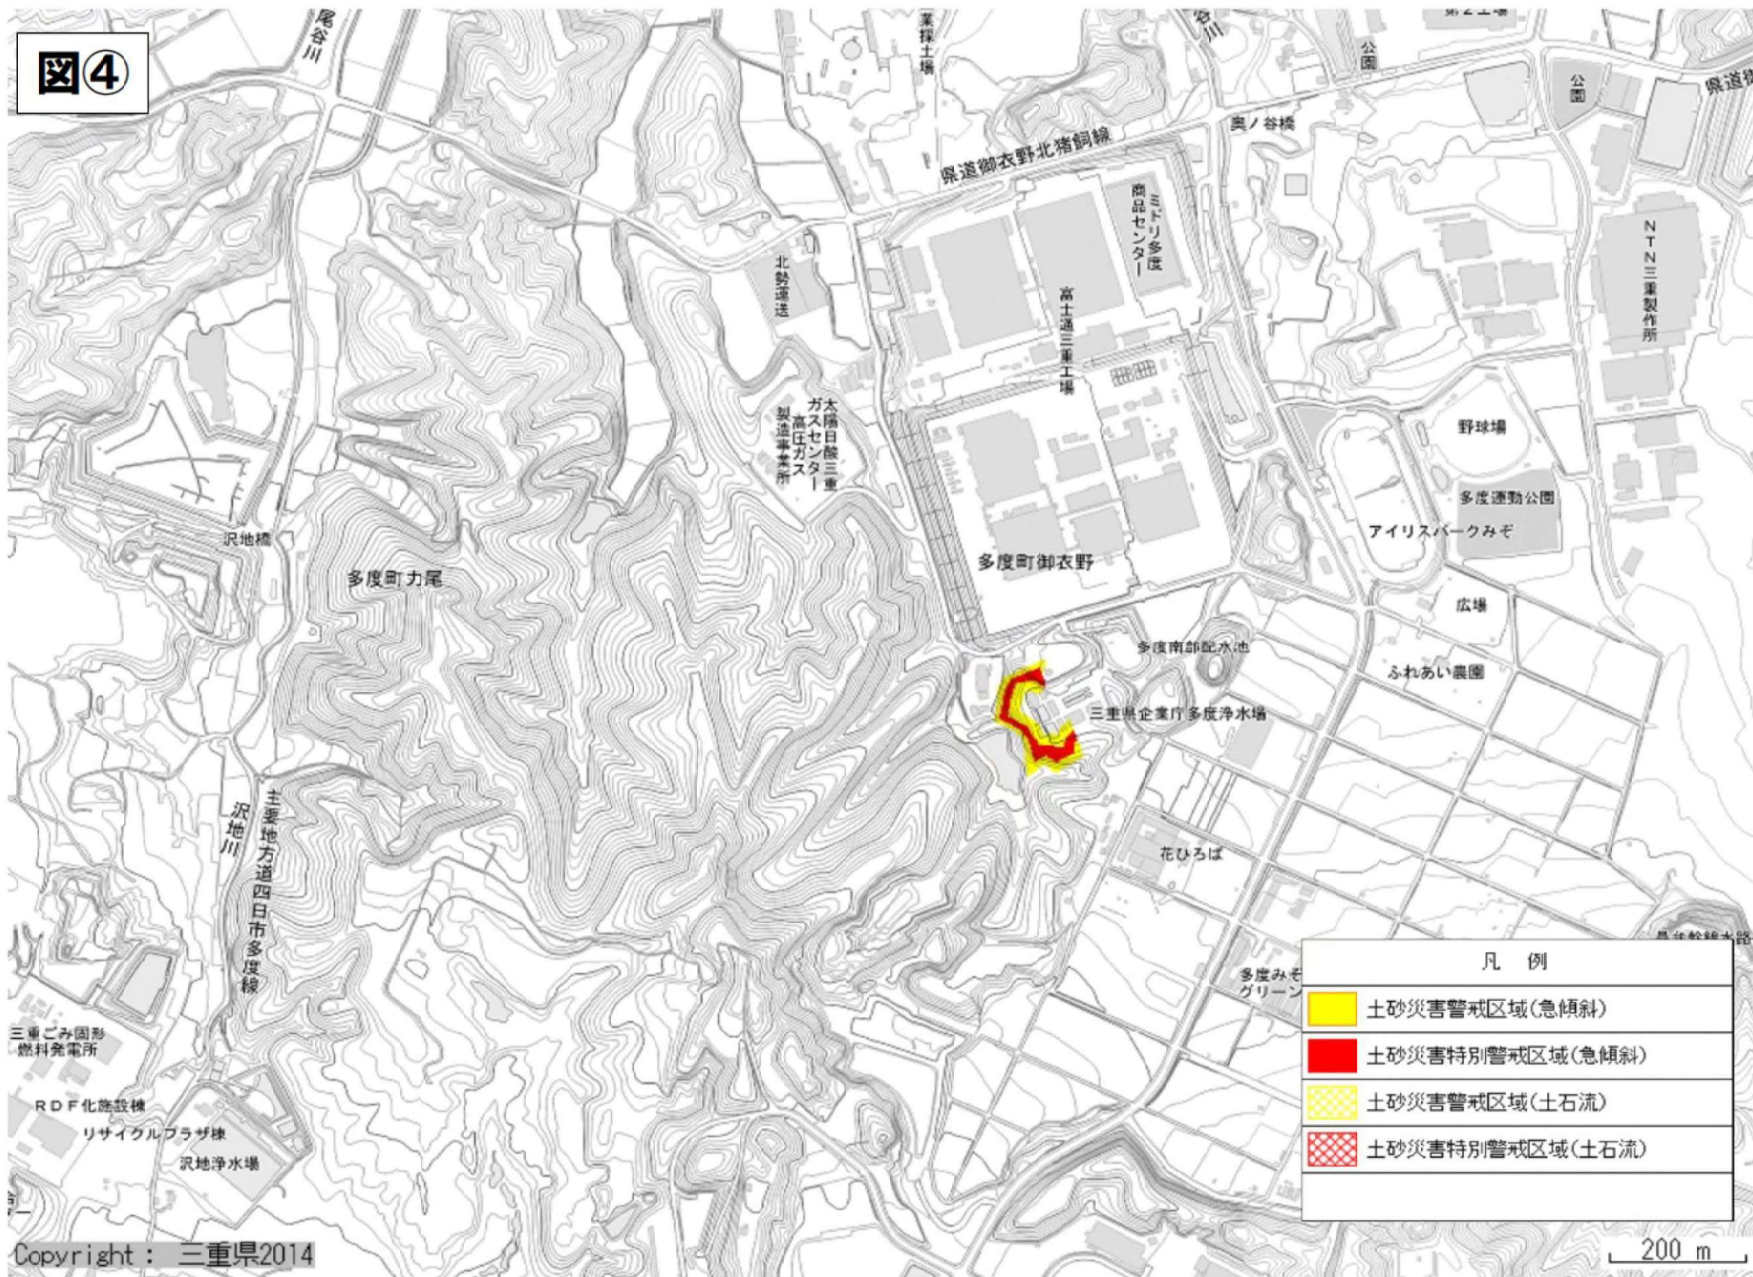 図④
尾谷川
業採土場
谷川
公園
第2工場
公園
県道御
奥ノ谷橋
県道御衣野北猪飼線
ミドリ多度
商品センター
NTN三重製作所
北勢運送
富士通三重工場
太陽日酸三重
ガスセンター
高圧ガス
製造事業所
野球場
多度運動公園
アイリスパークみぞ
沢地橋
多度町力尾
多度町御衣野
広場
多度南部配水池
ふれあい農園
三重県企業庁多度浄水場
主要地方道四日市多度線
沢地川
花ひろば
多度みぞ
グリーン
三重ごみ固形
燃料発電所
RDF化施設棟
リサイクルプラザ棟
沢地浄水場
凡 例
土砂災害警戒区域(急傾斜)
土砂災害特別警戒区域(急傾斜)
土砂災害警戒区域(土石流)
土砂災害特別警戒区域(土石流)
Copyright : 三重県2014
200 m